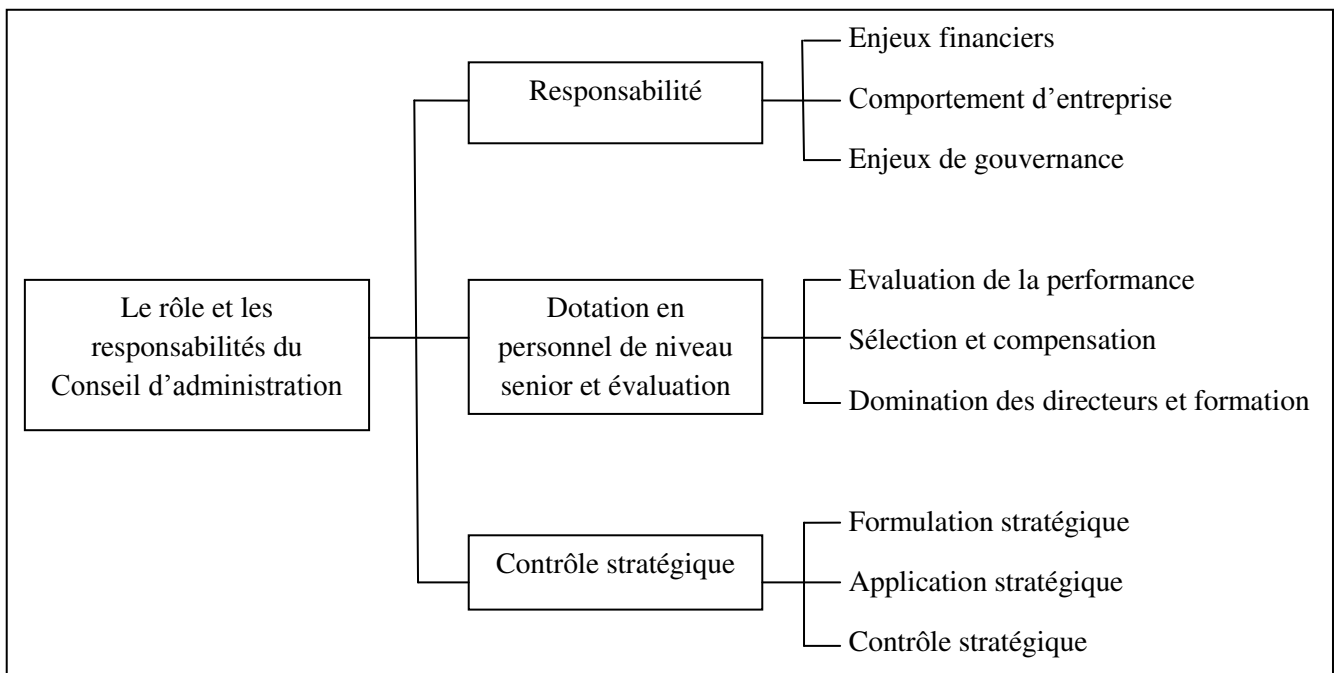 Le rôle et les
responsabilités du
Conseil d’administration
Responsabilité
Enjeux financiers
Comportement d’entreprise
Enjeux de gouvernance
Dotation en
personnel de niveau
senior et évaluation
Evaluation de la performance
Sélection et compensation
Domination des directeurs et formation
Contrôle stratégique
Formulation stratégique
Application stratégique
Contrôle stratégique